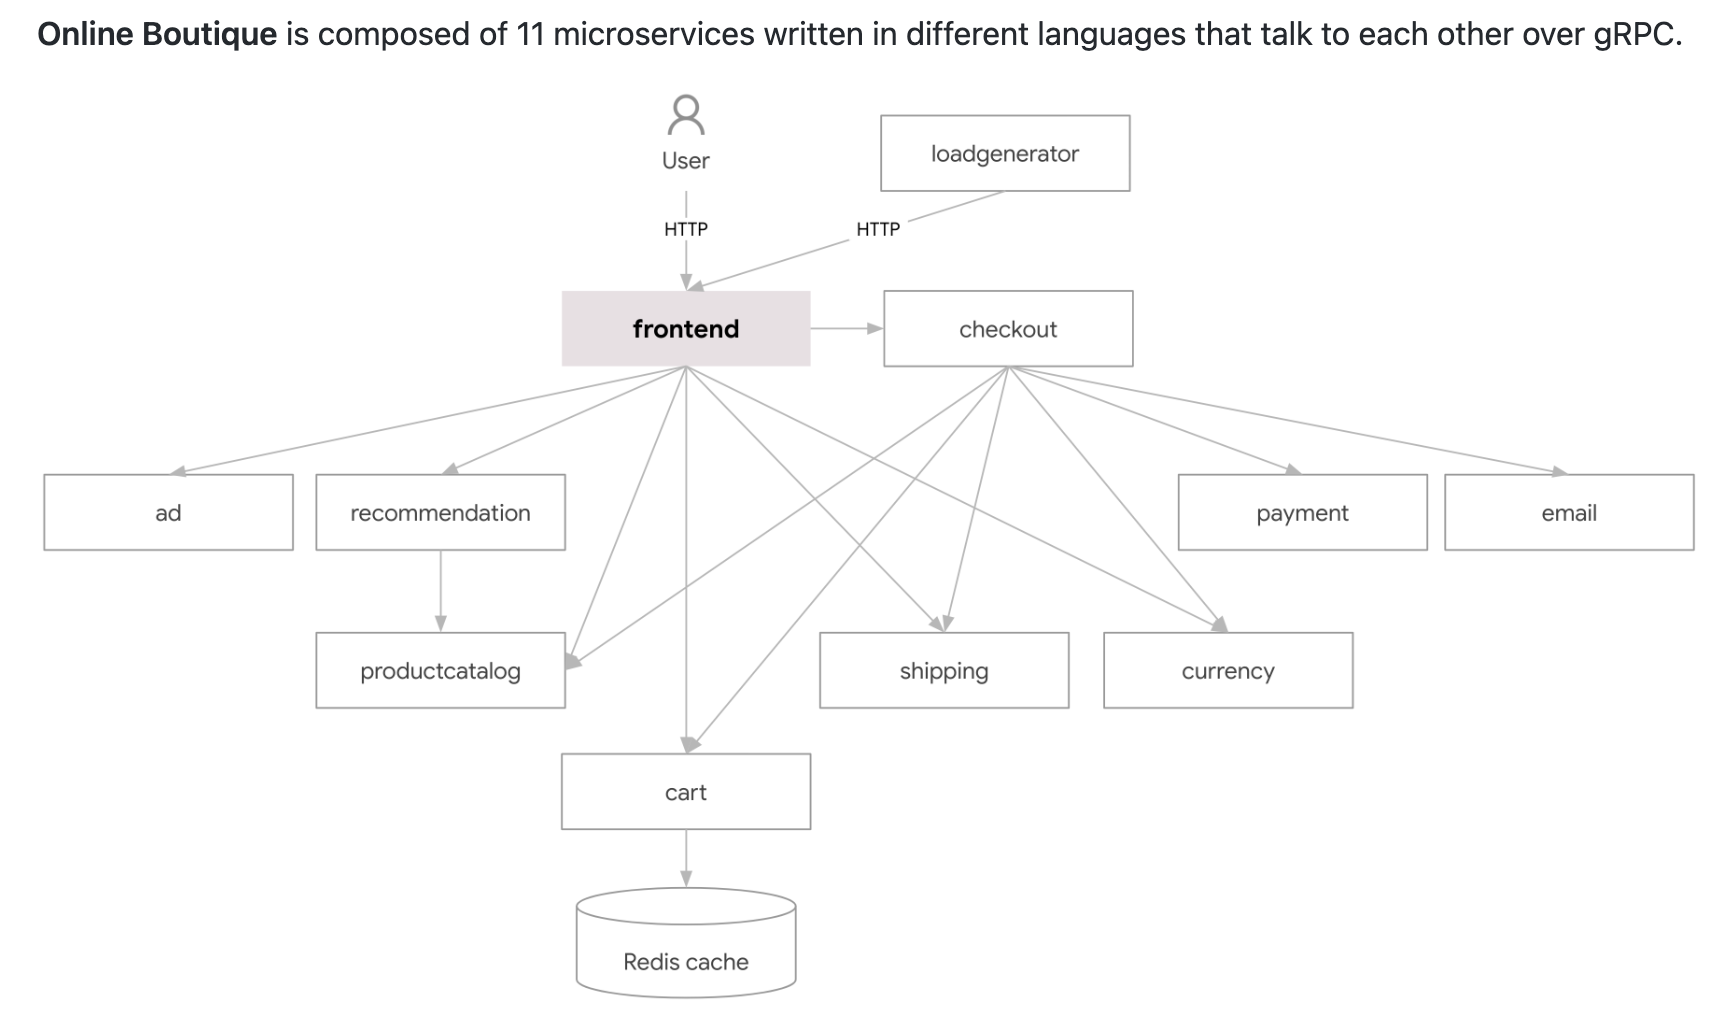 Online Boutique is composed of 11 microservices written in different languages that talk to each other over gRPC.
User
loadgenerator
HTTP
HTTP
frontend
checkout
ad
recommendation
payment
email
productcatalog
shipping
currency
cart
Redis cache